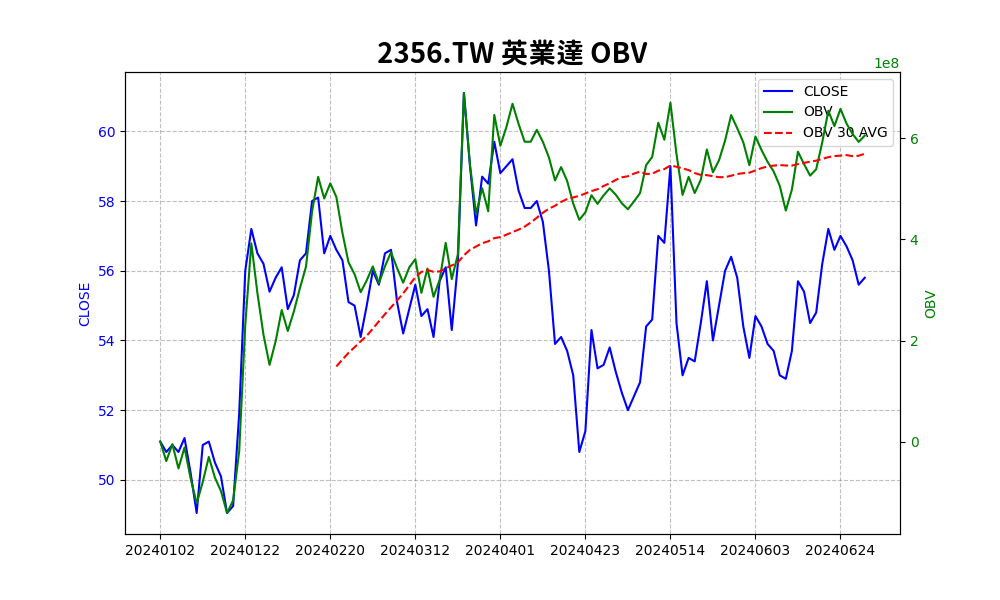 2356.TW 英業達 OBV
1e8
CLOSE
OBV
OBV 30 AVG
60
58
56
54
52
50
CLOSE
6
4
2
0
OBV
20240102
20240122
20240220
20240312
20240401
20240423
20240514
20240603
20240624